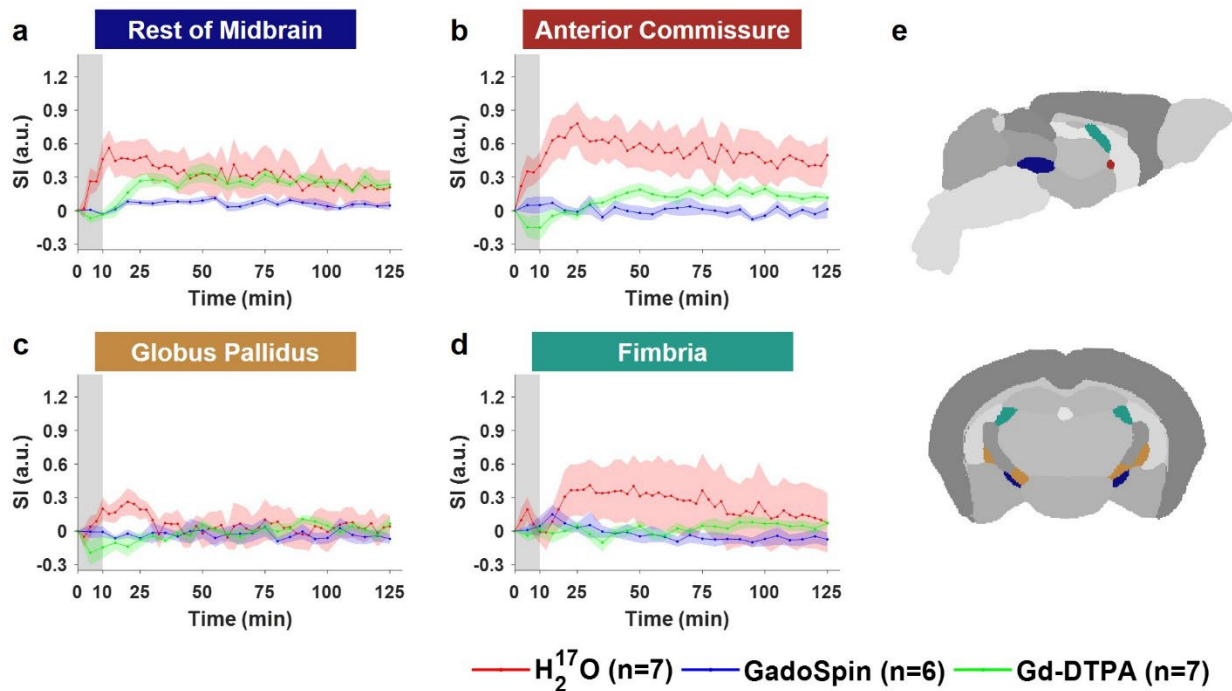 a Rest of Midbrain
b Anterior Commissure
e
SI (a.u.)
1.2
0.9
0.6
0.3
0
-0.3
0 10 25 50 75 100 125
Time (min)
SI (a.u.)
1.2
0.9
0.6
0.3
0
-0.3
0 10 25 50 75 100 125
Time (min)
c Globus Pallidus
d Fimbria
SI (a.u.)
1.2
0.9
0.6
0.3
0
-0.3
0 10 25 50 75 100 125
Time (min)
SI (a.u.)
1.2
0.9
0.6
0.3
0
-0.3
0 10 25 50 75 100 125
Time (min)
H₂¹⁷O (n=7) GadoSpin (n=6) Gd-DTPA (n=7)